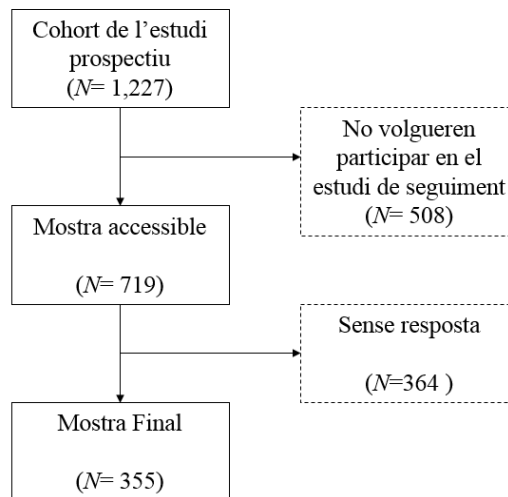 Cohort de l’estudi
prospectiu
(N= 1,227)
No volgueren
participar en el
estudi de seguiment
(N= 508)
Mostra accessible
(N= 719)
Sense resposta
(N=364 )
Mostra Final
(N= 355)